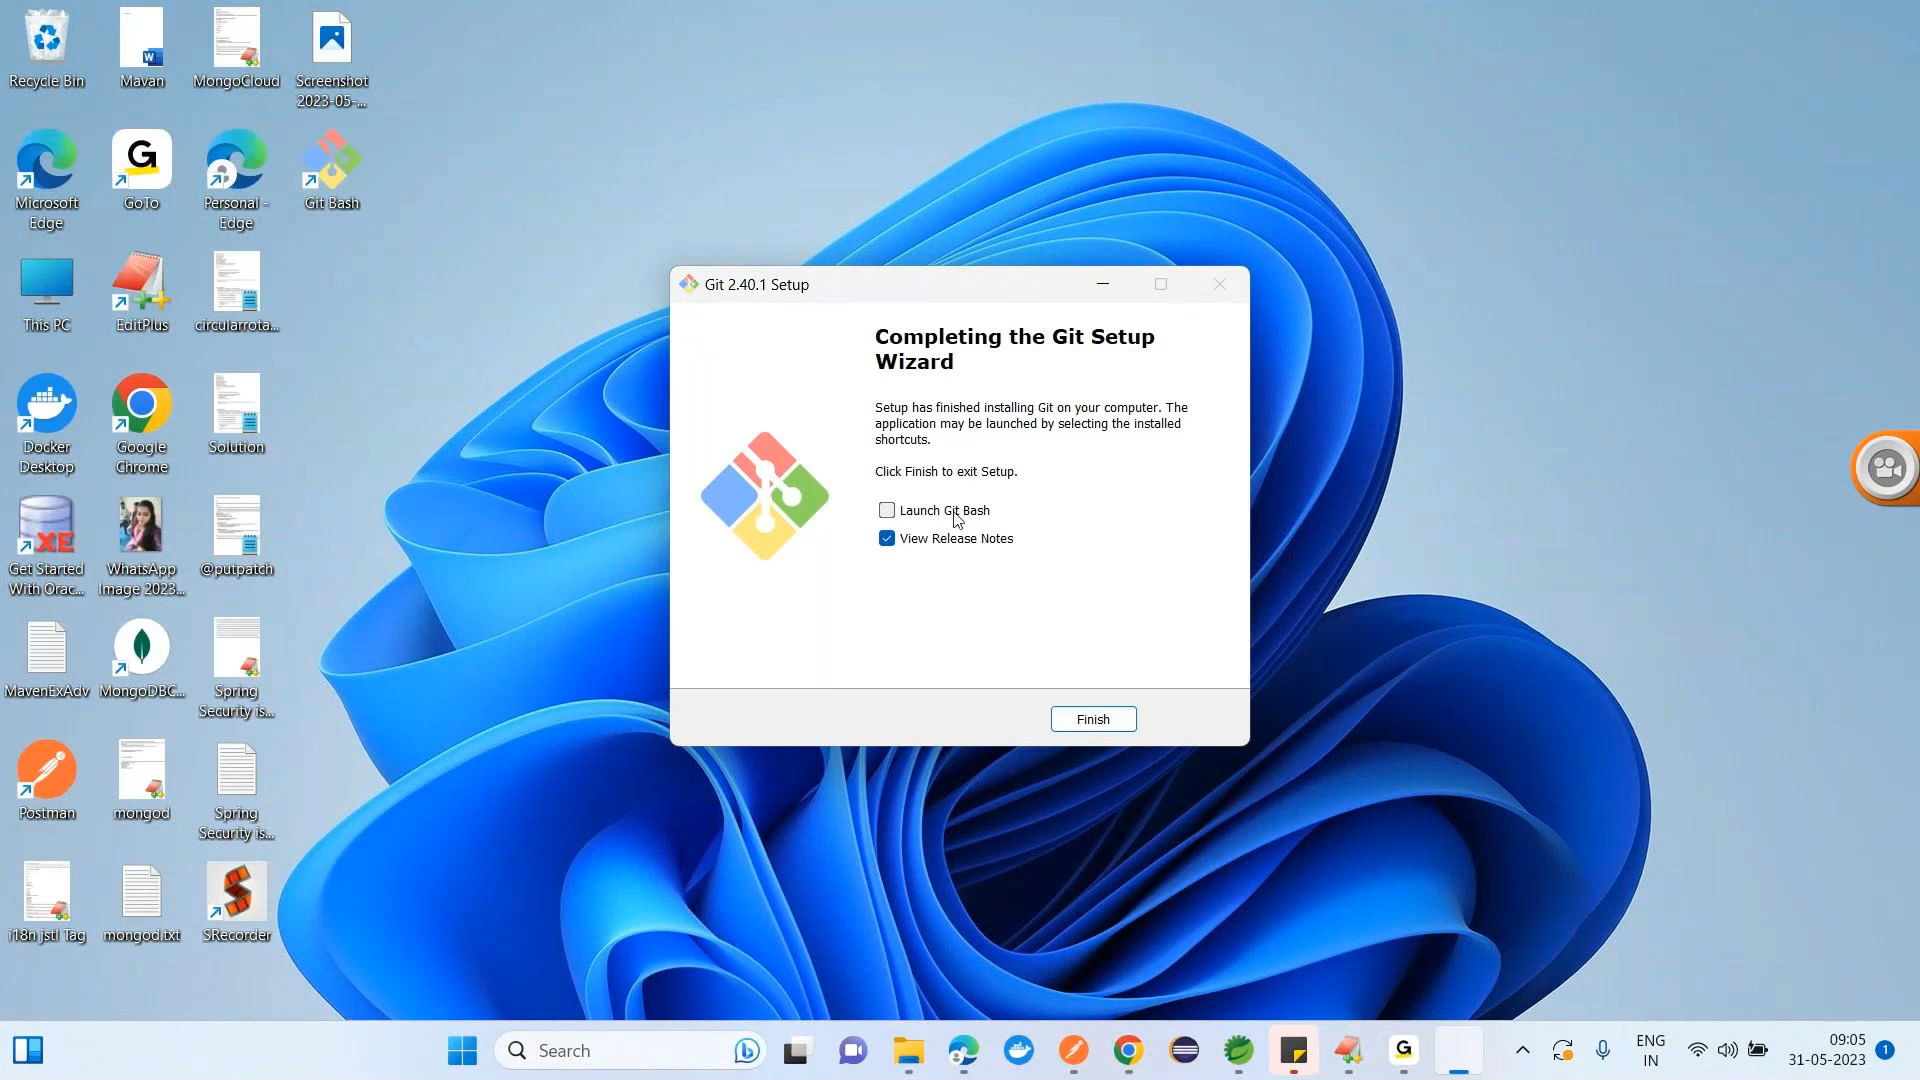 Recycle Bin
Mavan
MongoCloud
Screenshot
2023-05-...
Microsoft
Edge
GoTo
Personal -
Edge
Git Bash
This PC
EditPlus
circularrota...
Docker
Desktop
Google
Chrome
Solution
Get Started
With Orac...
WhatsApp
Image 2023...
@putpatch
MavenExAdv
MongoDBC...
Spring
Security is...
Postman
mongod
Spring
Security is...
i18n jstl Tag
mongod.txt
SRecorder
Git 2.40.1 Setup
Completing the Git Setup
Wizard
Setup has finished installing Git on your computer. The
application may be launched by selecting the installed
shortcuts.
Click Finish to exit Setup.
Launch Git Bash
View Release Notes
Finish
Search
ENG
IN
09:05
31-05-2023
1